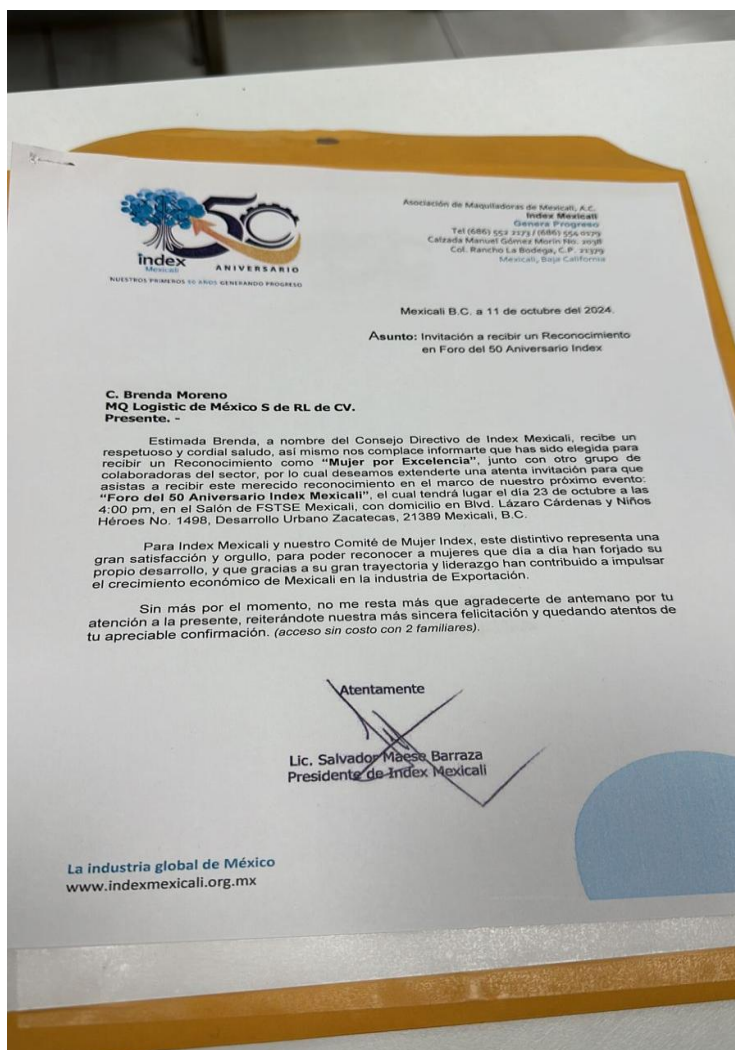 50
index
Mexicali
ANIVERSARIO
NUESTROS PRIMEROS 50 AÑOS GENERANDO PROGRESO
Asociación de Maquiladoras de Mexicali, A.C.
Index Mexicali
Genera Progreso
Tel (686) 552 2273 / (686) 554 0279
Calzada Manuel Gómez Morín No. 2038
Col. Rancho La Bodega, C.P. 21379
Mexicali, Baja California
Mexicali B.C. a 11 de octubre del 2024.
Asunto: Invitación a recibir un Reconocimiento
en Foro del 50 Aniversario Index
C. Brenda Moreno
MQ Logistic de México S de RL de CV.
Presente. -
Estimada Brenda, a nombre del Consejo Directivo de Index Mexicali, recibe un
respetuoso y cordial saludo, así mismo nos complace informarte que has sido elegida para
recibir un Reconocimiento como “Mujer por Excelencia”, junto con otro grupo de
colaboradoras del sector, por lo cual deseamos extenderte una atenta invitación para que
asistas a recibir este merecido reconocimiento en el marco de nuestro próximo evento:
“Foro del 50 Aniversario Index Mexicali”, el cual tendrá lugar el día 23 de octubre a las
4:00 pm, en el Salón de FSTSE Mexicali, con domicilio en Blvd. Lázaro Cárdenas y Niños
Héroes No. 1498, Desarrollo Urbano Zacatecas, 21389 Mexicali, B.C.
Para Index Mexicali y nuestro Comité de Mujer Index, este distintivo representa una
gran satisfacción y orgullo, para poder reconocer a mujeres que día a día han forjado su
propio desarrollo, y que gracias a su gran trayectoria y liderazgo han contribuido a impulsar
el crecimiento económico de Mexicali en la industria de Exportación.
Sin más por el momento, no me resta más que agradecerte de antemano por tu
atención a la presente, reiterándote nuestra más sincera felicitación y quedando atentos de
tu apreciable confirmación. (acceso sin costo con 2 familiares).
Atentamente
Lic. Salvador Maese Barraza
Presidente de Index Mexicali
La industria global de México
www.indexmexicali.org.mx